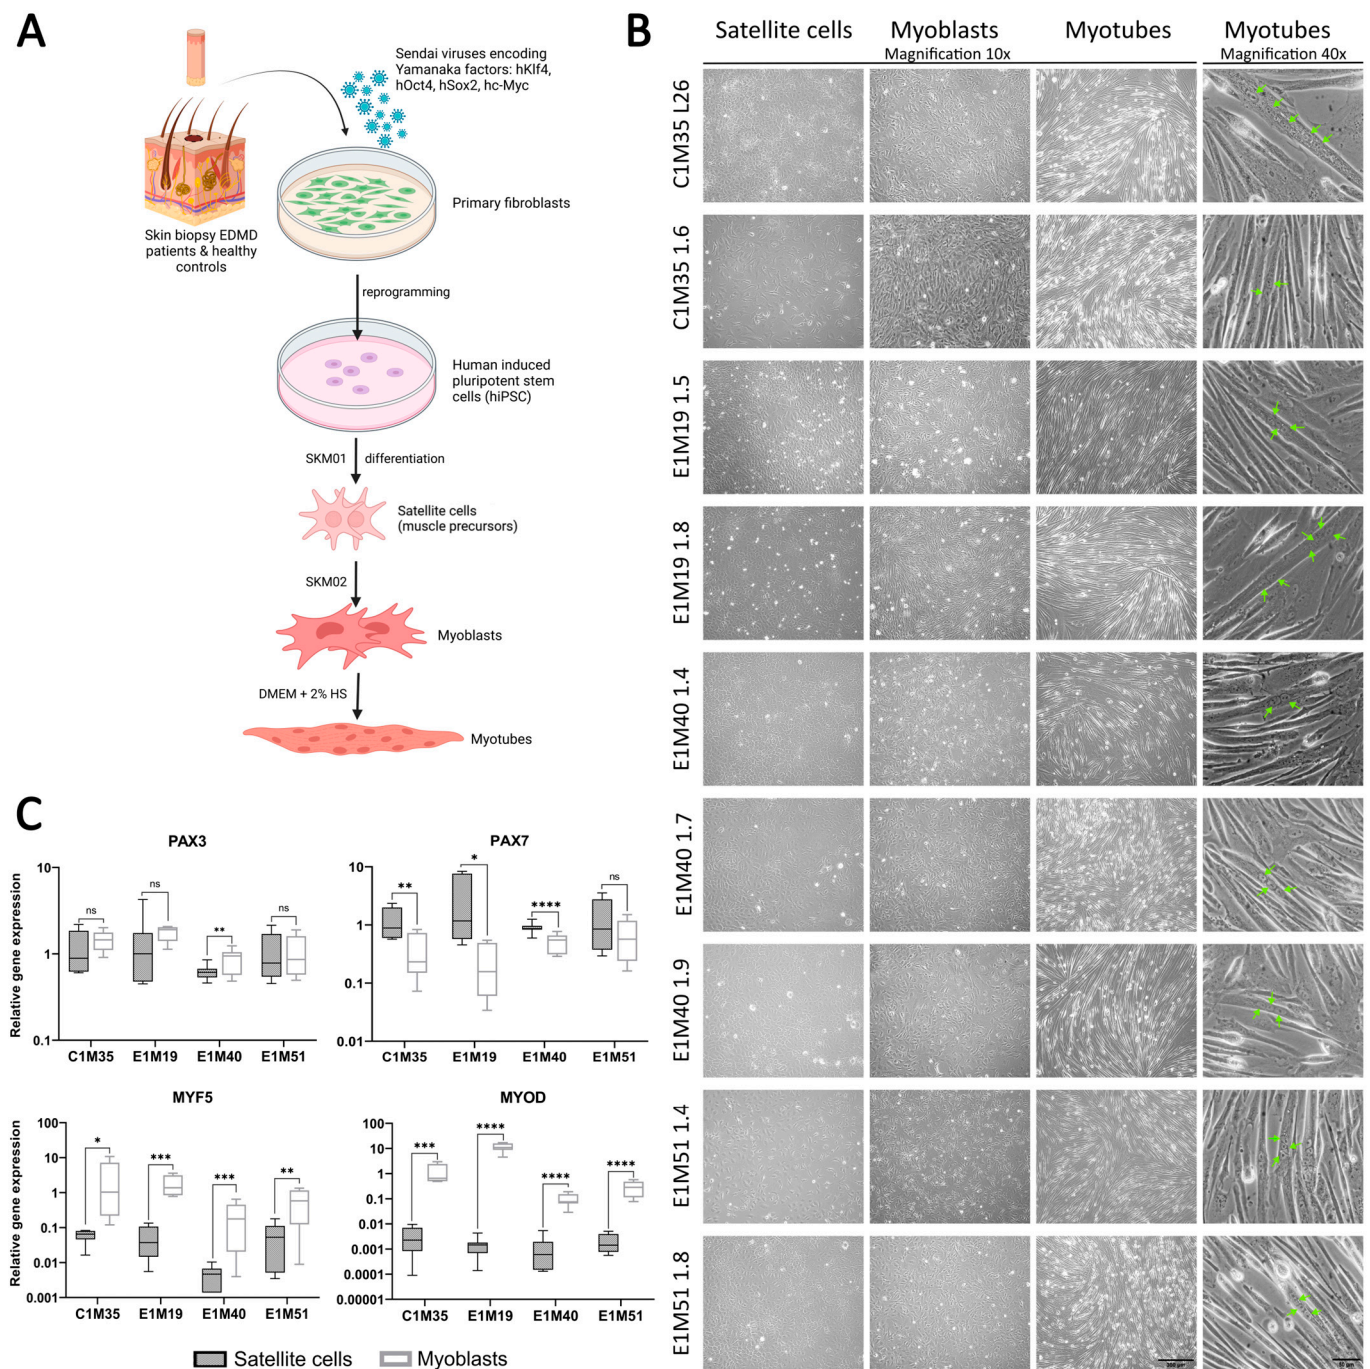 A
Sendai viruses encoding
Yamanaka factors: hKlf4,
hOct4, hSox2, hc-Myc
Primary fibroblasts
Skin biopsy EDMD
patients & healthy
controls
reprogramming
Human induced
pluripotent stem
cells (hiPSC)
SKM01 differentiation
Satellite cells
(muscle precursors)
SKM02
Myoblasts
DMEM + 2% HS
Myotubes
B
Satellite cells Myoblasts Myotubes Myotubes
Magnification 10x Magnification 40x
C1M35 L26
C1M35 1.6
E1M19 1.5
E1M19 1.8
E1M40 1.4
E1M40 1.7
E1M40 1.9
E1M51 1.4
E1M51 1.8
200 µm
50 µm
C
PAX3
Relative gene expression
10
1
0.1
ns
ns
**
ns
C1M35 E1M19 E1M40 E1M51
PAX7
10
1
0.1
0.01
**
*
****
ns
C1M35 E1M19 E1M40 E1M51
MYF5
Relative gene expression
100
10
1
0.1
0.01
0.001
*
***
***
**
C1M35 E1M19 E1M40 E1M51
MYOD
100
10
1
0.1
0.01
0.001
0.0001
0.00001
***
****
****
****
C1M35 E1M19 E1M40 E1M51
Satellite cells Myoblasts